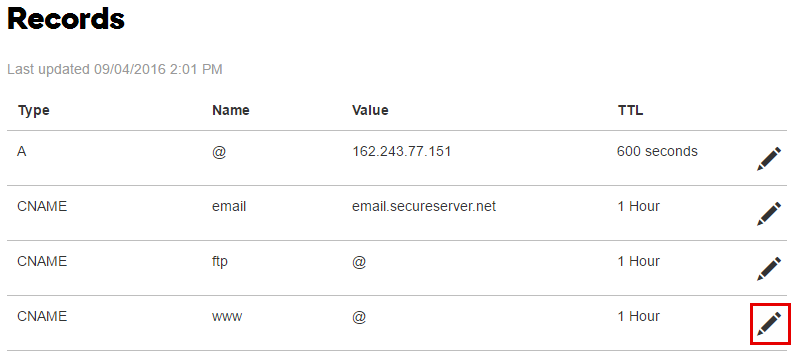 Records
Last updated 09/04/2016 2:01 PM
Type Name Value TTL
A @ 162.243.77.151 600 seconds
CNAME email email.secureserver.net 1 Hour
CNAME ftp @ 1 Hour
CNAME www @ 1 Hour